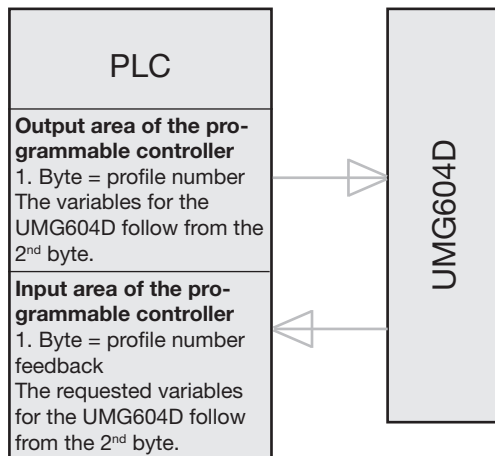 PLC
Output area of the pro-
grammable controller
1. Byte = profile number
The variables for the
UMG604D follow from the
2nd byte.
Input area of the pro-
grammable controller
1. Byte = profile number
feedback
The requested variables
for the UMG604D follow
from the 2nd byte.
UMG604D